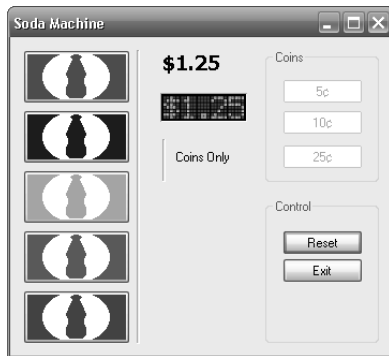 Soda Machine
$1.25
$1.25
Coins Only
Coins
5¢
10¢
25¢
Control
Reset
Exit